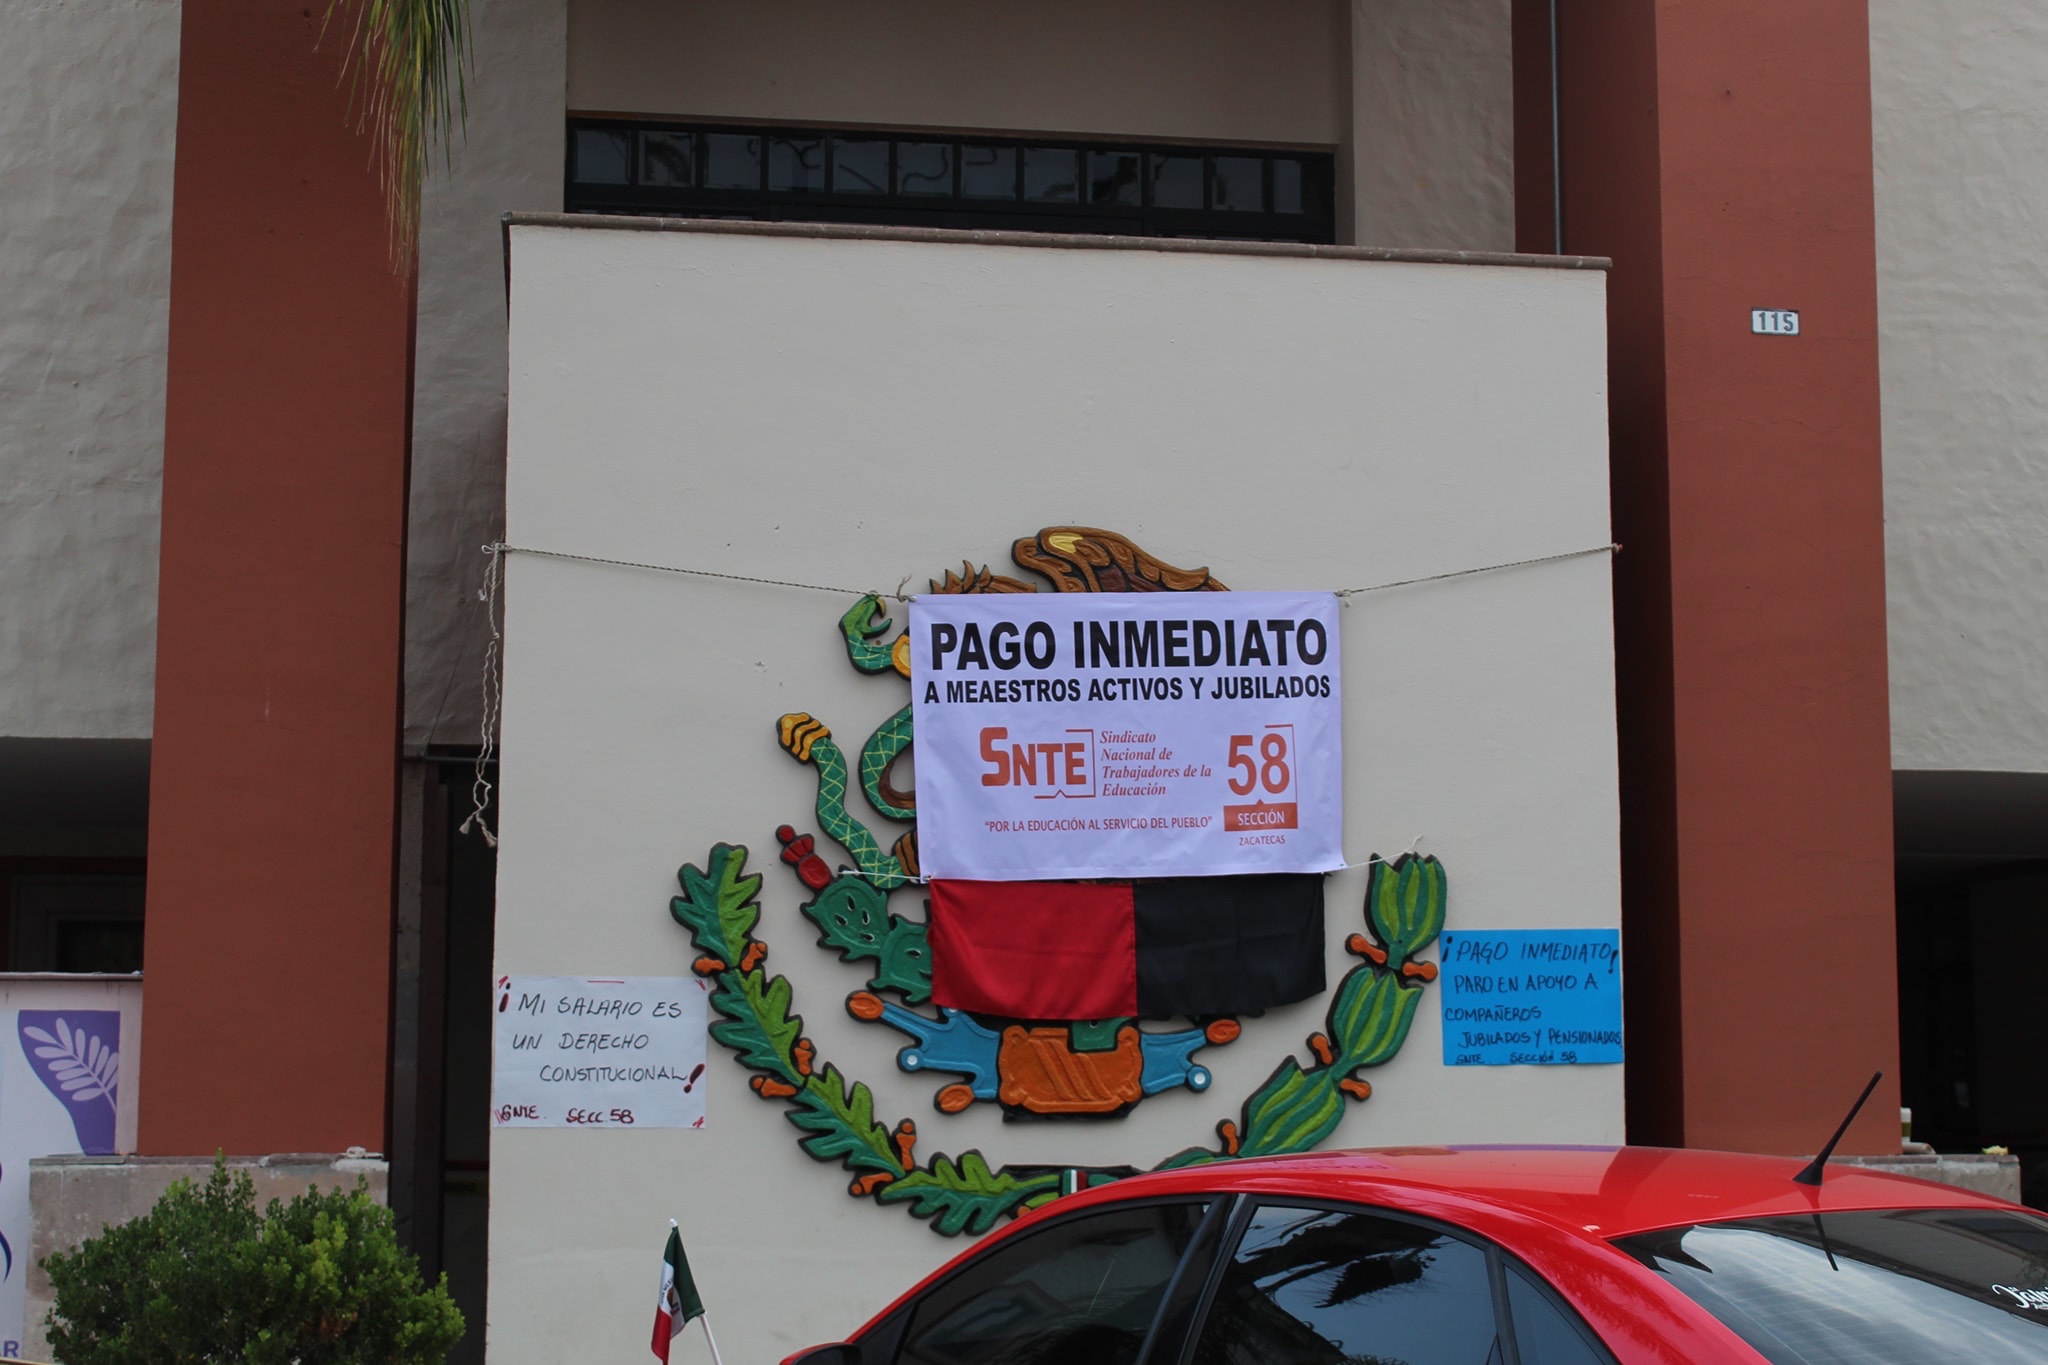 115
PAGO INMEDIATO
A MEAESTROS ACTIVOS Y JUBILADOS
SNTE
Sindicato
Nacional de
Trabajadores de la
Educación
58
SECCIÓN
ZACATECAS
"POR LA EDUCACIÓN AL SERVICIO DEL PUEBLO"
¡MI SALARIO ES
UN DERECHO
CONSTITUCIONAL!
SNTE. SECC. 58
¡PAGO INMEDIATO!
PARO EN APOYO A
COMPAÑEROS
JUBILADOS Y PENSIONADOS
SNTE SECCIÓN 58